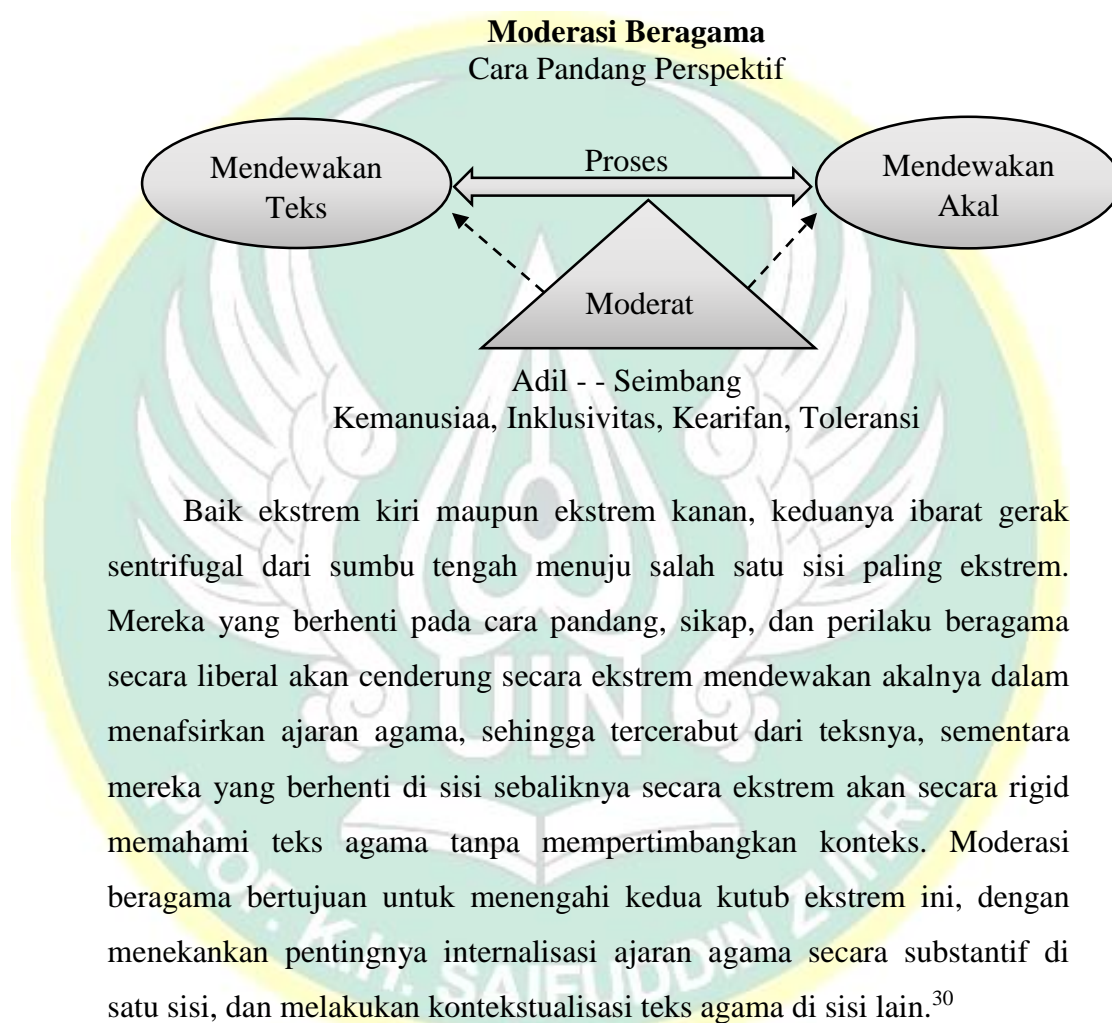 Moderasi Beragama
Cara Pandang Perspektif
Mendewakan
Teks
Proses
Mendewakan
Akal
Moderat
Adil - - Seimbang
Kemanusiaa, Inklusivitas, Kearifan, Toleransi
Baik ekstrem kiri maupun ekstrem kanan, keduanya ibarat gerak
sentrifugal dari sumbu tengah menuju salah satu sisi paling ekstrem.
Mereka yang berhenti pada cara pandang, sikap, dan perilaku beragama
secara liberal akan cenderung secara ekstrem mendewakan akalnya dalam
menafsirkan ajaran agama, sehingga tercerabut dari teksnya, sementara
mereka yang berhenti di sisi sebaliknya secara ekstrem akan secara rigid
memahami teks agama tanpa mempertimbangkan konteks. Moderasi
beragama bertujuan untuk menengahi kedua kutub ekstrem ini, dengan
menekankan pentingnya internalisasi ajaran agama secara substantif di
satu sisi, dan melakukan kontekstualisasi teks agama di sisi lain.30
UIN
PROF. K.H. SAIFUDDIN ZUHRI